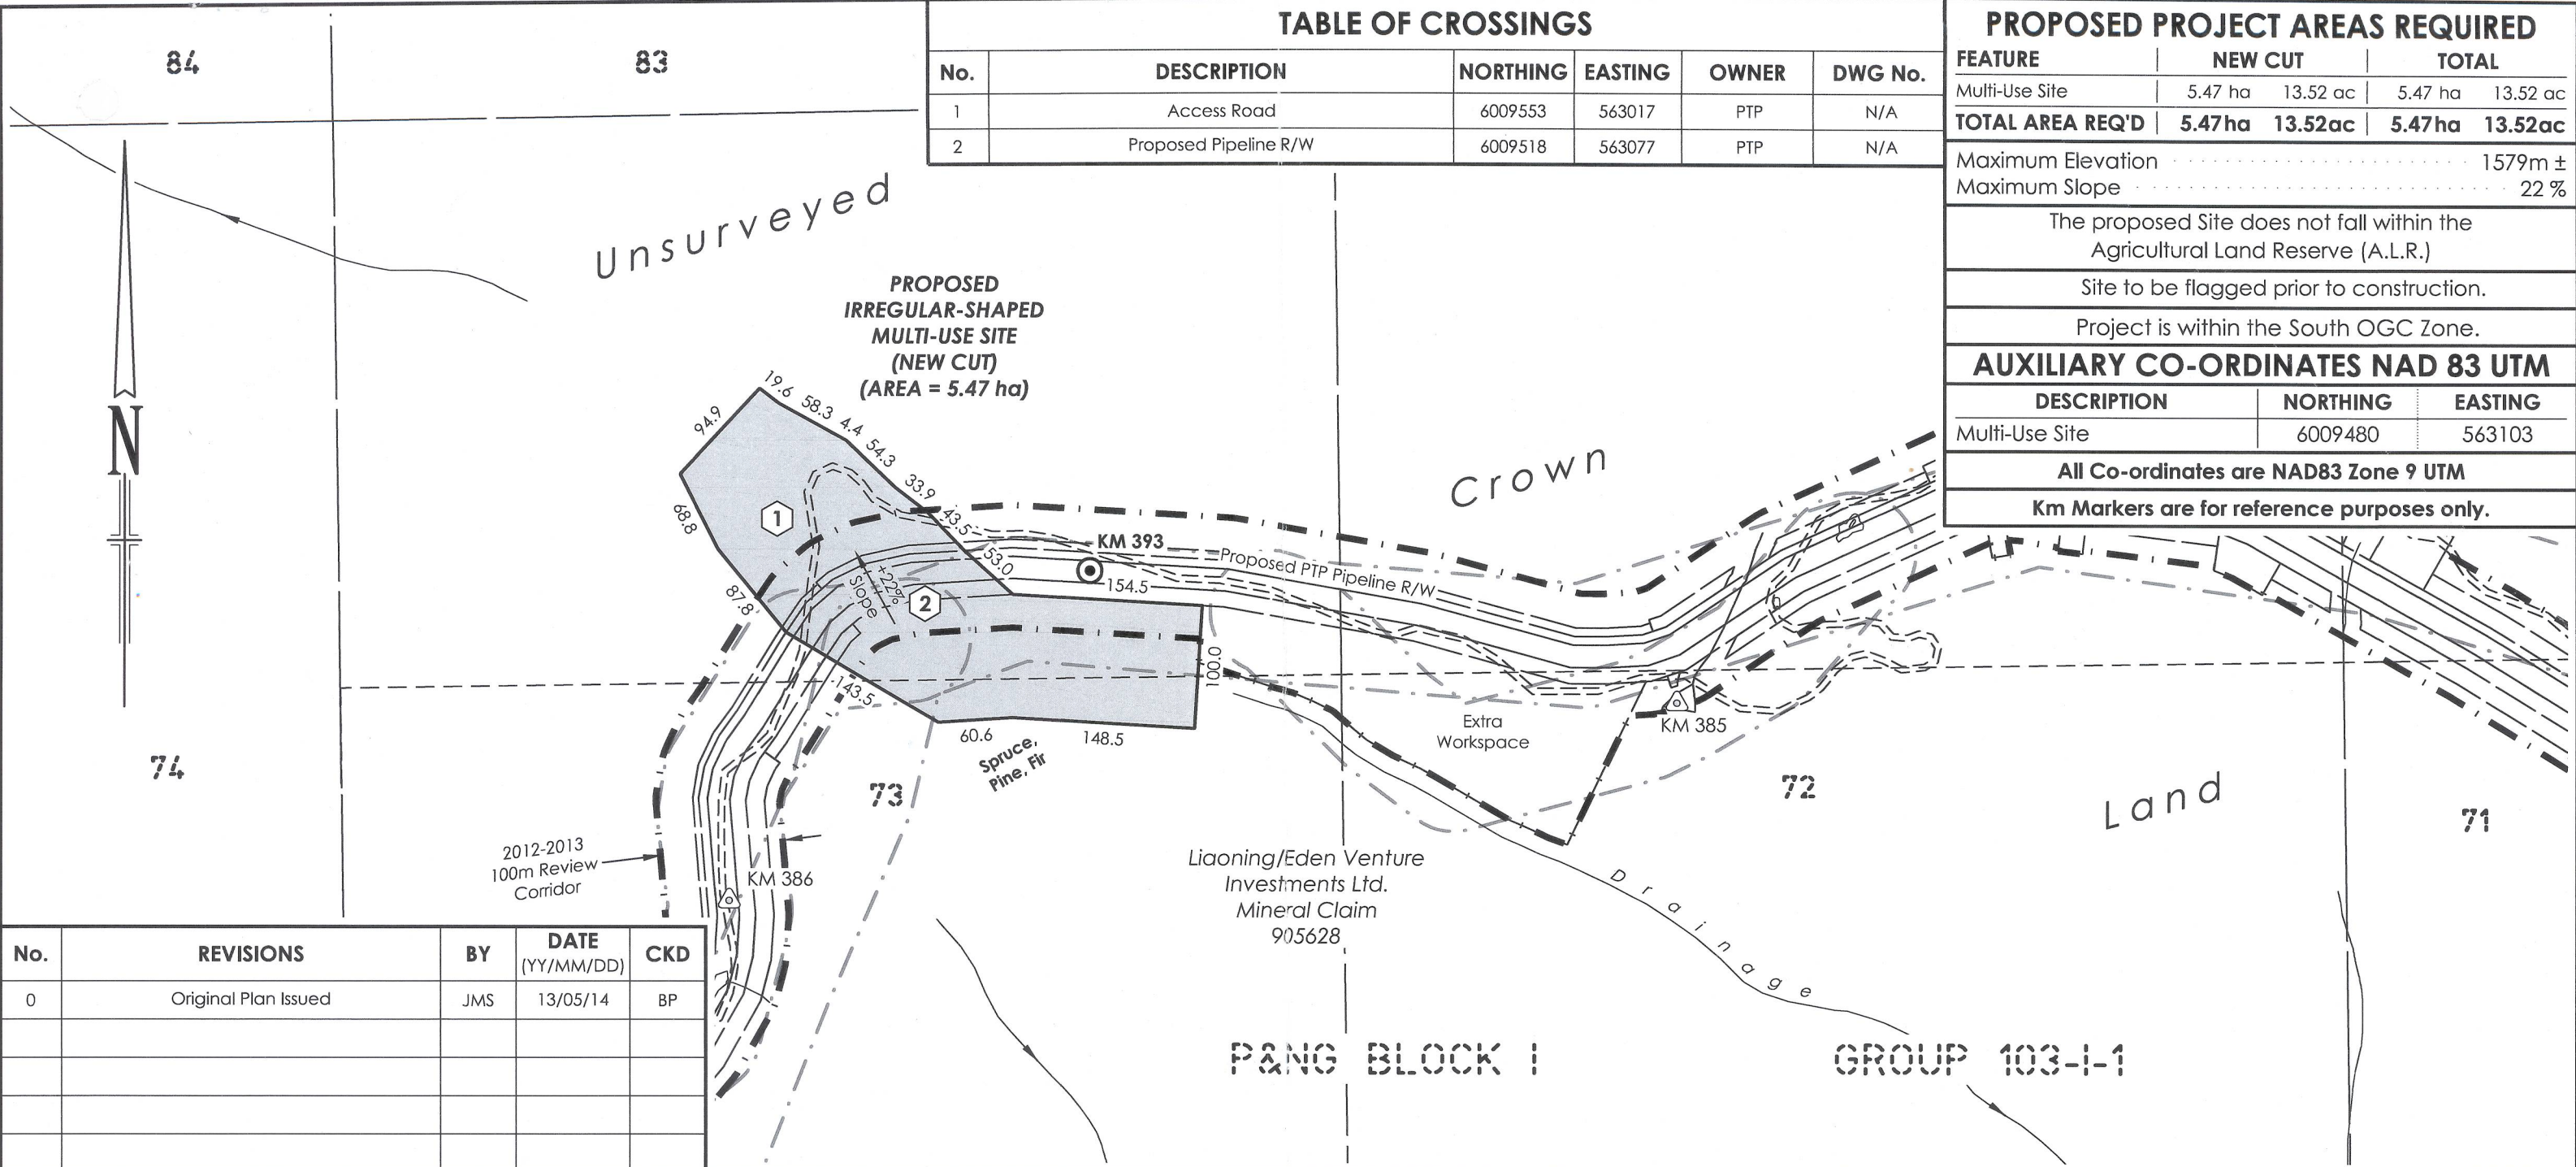 84
83
TABLE OF CROSSINGS
No. DESCRIPTION NORTHING EASTING OWNER DWG No.
1 Access Road 6009553 563017 PTP N/A
2 Proposed Pipeline R/W 6009518 563077 PTP N/A
PROPOSED PROJECT AREAS REQUIRED
FEATURE NEW CUT TOTAL
Multi-Use Site 5.47 ha 13.52 ac 5.47 ha 13.52 ac
TOTAL AREA REQ'D 5.47ha 13.52ac 5.47ha 13.52ac
Maximum Elevation 1579m ±
Maximum Slope 22 %
The proposed Site does not fall within the
Agricultural Land Reserve (A.L.R.)
Site to be flagged prior to construction.
Project is within the South OGC Zone.
AUXILIARY CO-ORDINATES NAD 83 UTM
DESCRIPTION NORTHING EASTING
Multi-Use Site 6009480 563103
All Co-ordinates are NAD83 Zone 9 UTM
Km Markers are for reference purposes only.
Unsurveyed
PROPOSED
IRREGULAR-SHAPED
MULTI-USE SITE
(NEW CUT)
(AREA = 5.47 ha)
N
19.6
58.3
4.4
54.3
33.9
43.5
53.0
94.9
68.8
87.8
1
2
+22%
Slope
Crown
KM 393
Proposed PTP Pipeline R/W
154.5
100.0
143.5
60.6
148.5
Spruce,
Pine, Fir
Extra
Workspace
KM 385
74
73
72
Land
71
2012-2013
100m Review
Corridor
KM 386
Liaoning/Eden Venture
Investments Ltd.
Mineral Claim
905628
Drainage
P&NG BLOCK I
GROUP 103-I-1
No. REVISIONS BY DATE (YY/MM/DD) CKD
0 Original Plan Issued JMS 13/05/14 BP